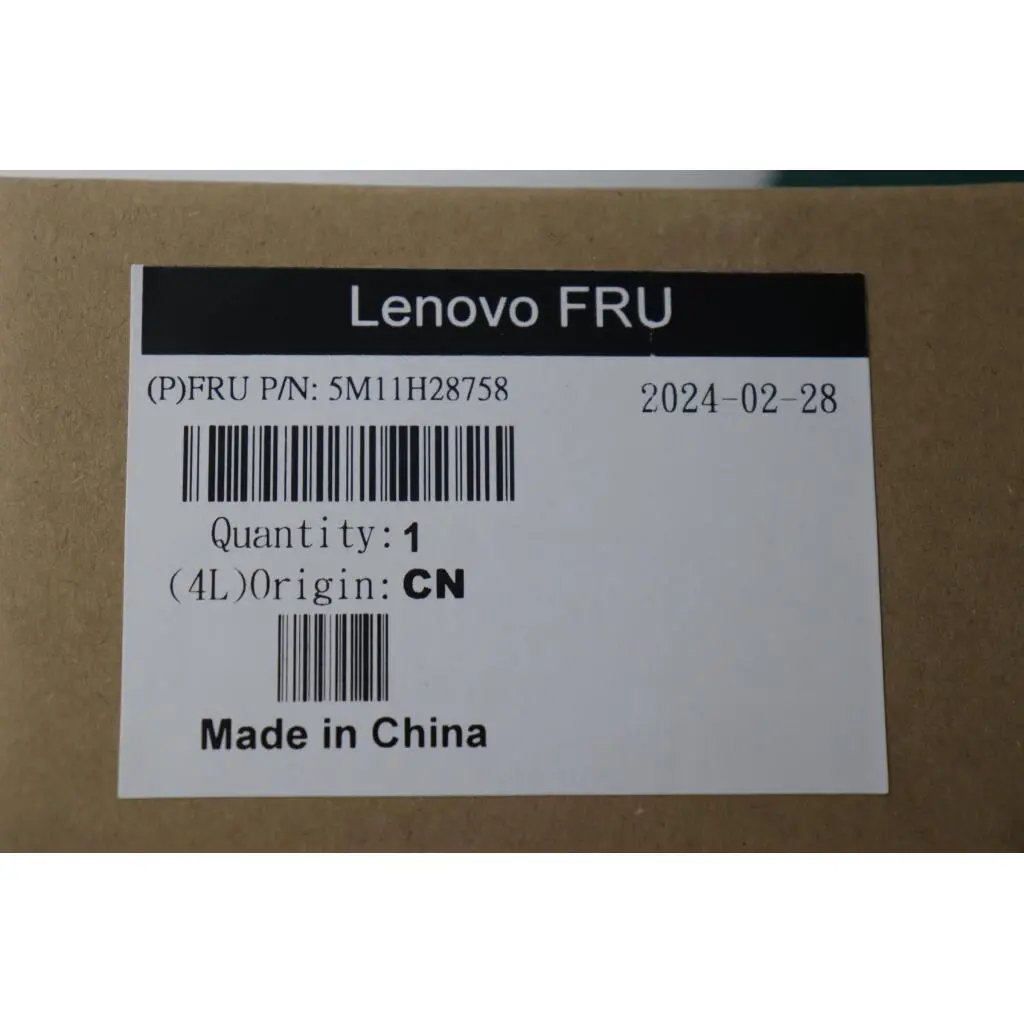 Lenovo FRU
(P)FRU P/N: 5M11H28758
2024-02-28
Quantity: 1
(4L)Origin: CN
Made in China